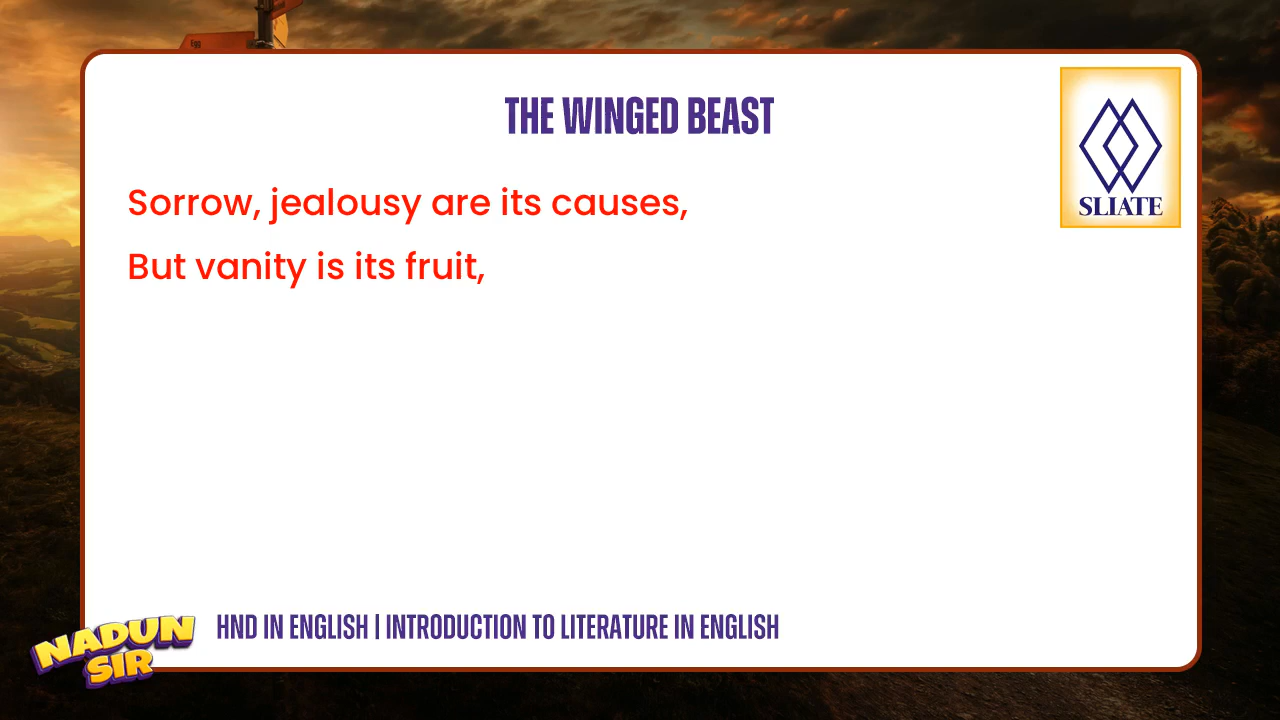 Egg
THE WINGED BEAST
SLIATE
Sorrow, jealousy are its causes,
But vanity is its fruit,
NADUN
SIR
HND IN ENGLISH | INTRODUCTION TO LITERATURE IN ENGLISH